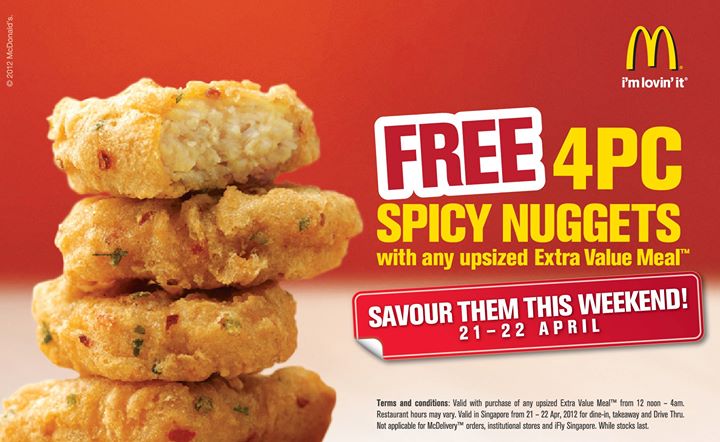 © 2012 McDonald's.
i'm lovin' it®
FREE 4PC
SPICY NUGGETS
with any upsized Extra Value Meal™
SAVOUR THEM THIS WEEKEND!
21 – 22 APRIL
Terms and conditions: Valid with purchase of any upsized Extra Value Meal™ from 12 noon – 4am.
Restaurant hours may vary. Valid in Singapore from 21 – 22 Apr, 2012 for dine-in, takeaway and Drive Thru.
Not applicable for McDelivery™ orders, institutional stores and iFly Singapore. While stocks last.